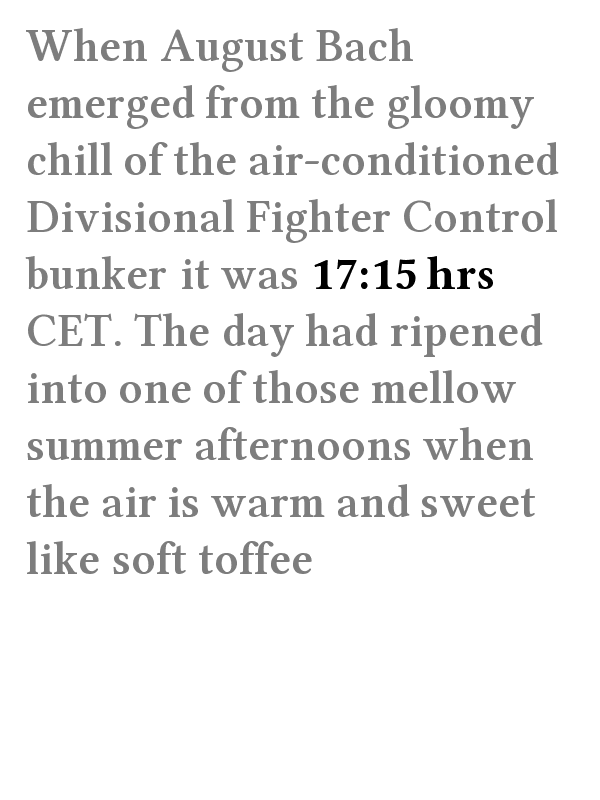 When August Bach
emerged from the gloomy
chill of the air-conditioned
Divisional Fighter Control
bunker it was 17:15 hrs
CET. The day had ripened
into one of those mellow
summer afternoons when
the air is warm and sweet
like soft toffee